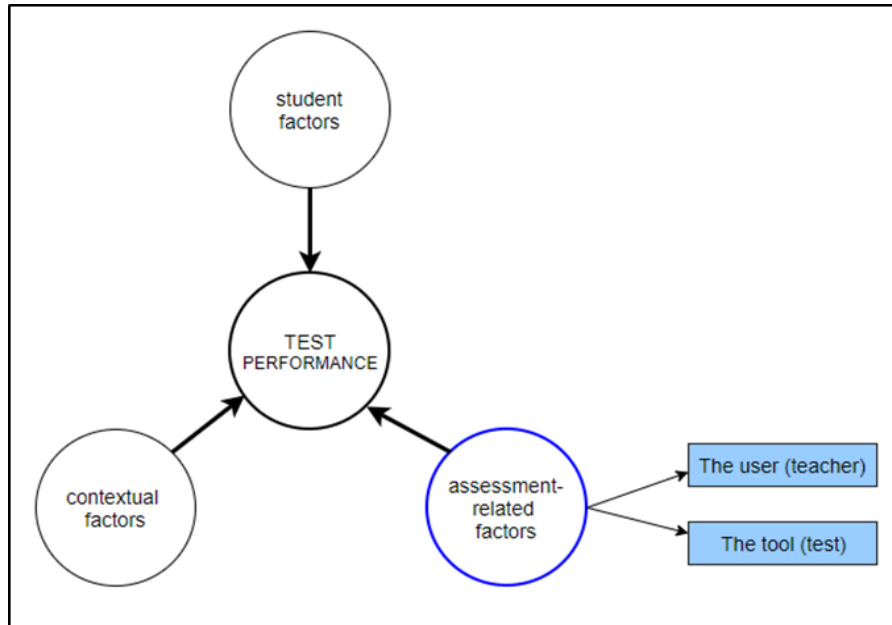 student
factors
TEST
PERFORMANCE
contextual
factors
assessment-
related
factors
The user (teacher)
The tool (test)